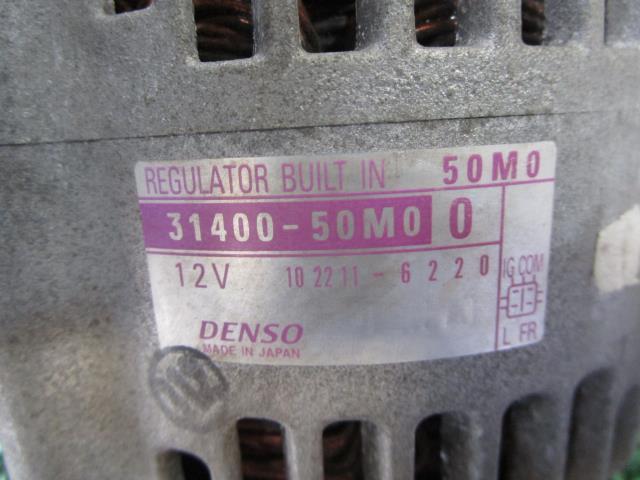 REGULATOR BUILT IN 50M0
31400-50M0 0
12V 102211-6220
IG COM
L FR
DENSO
MADE IN JAPAN